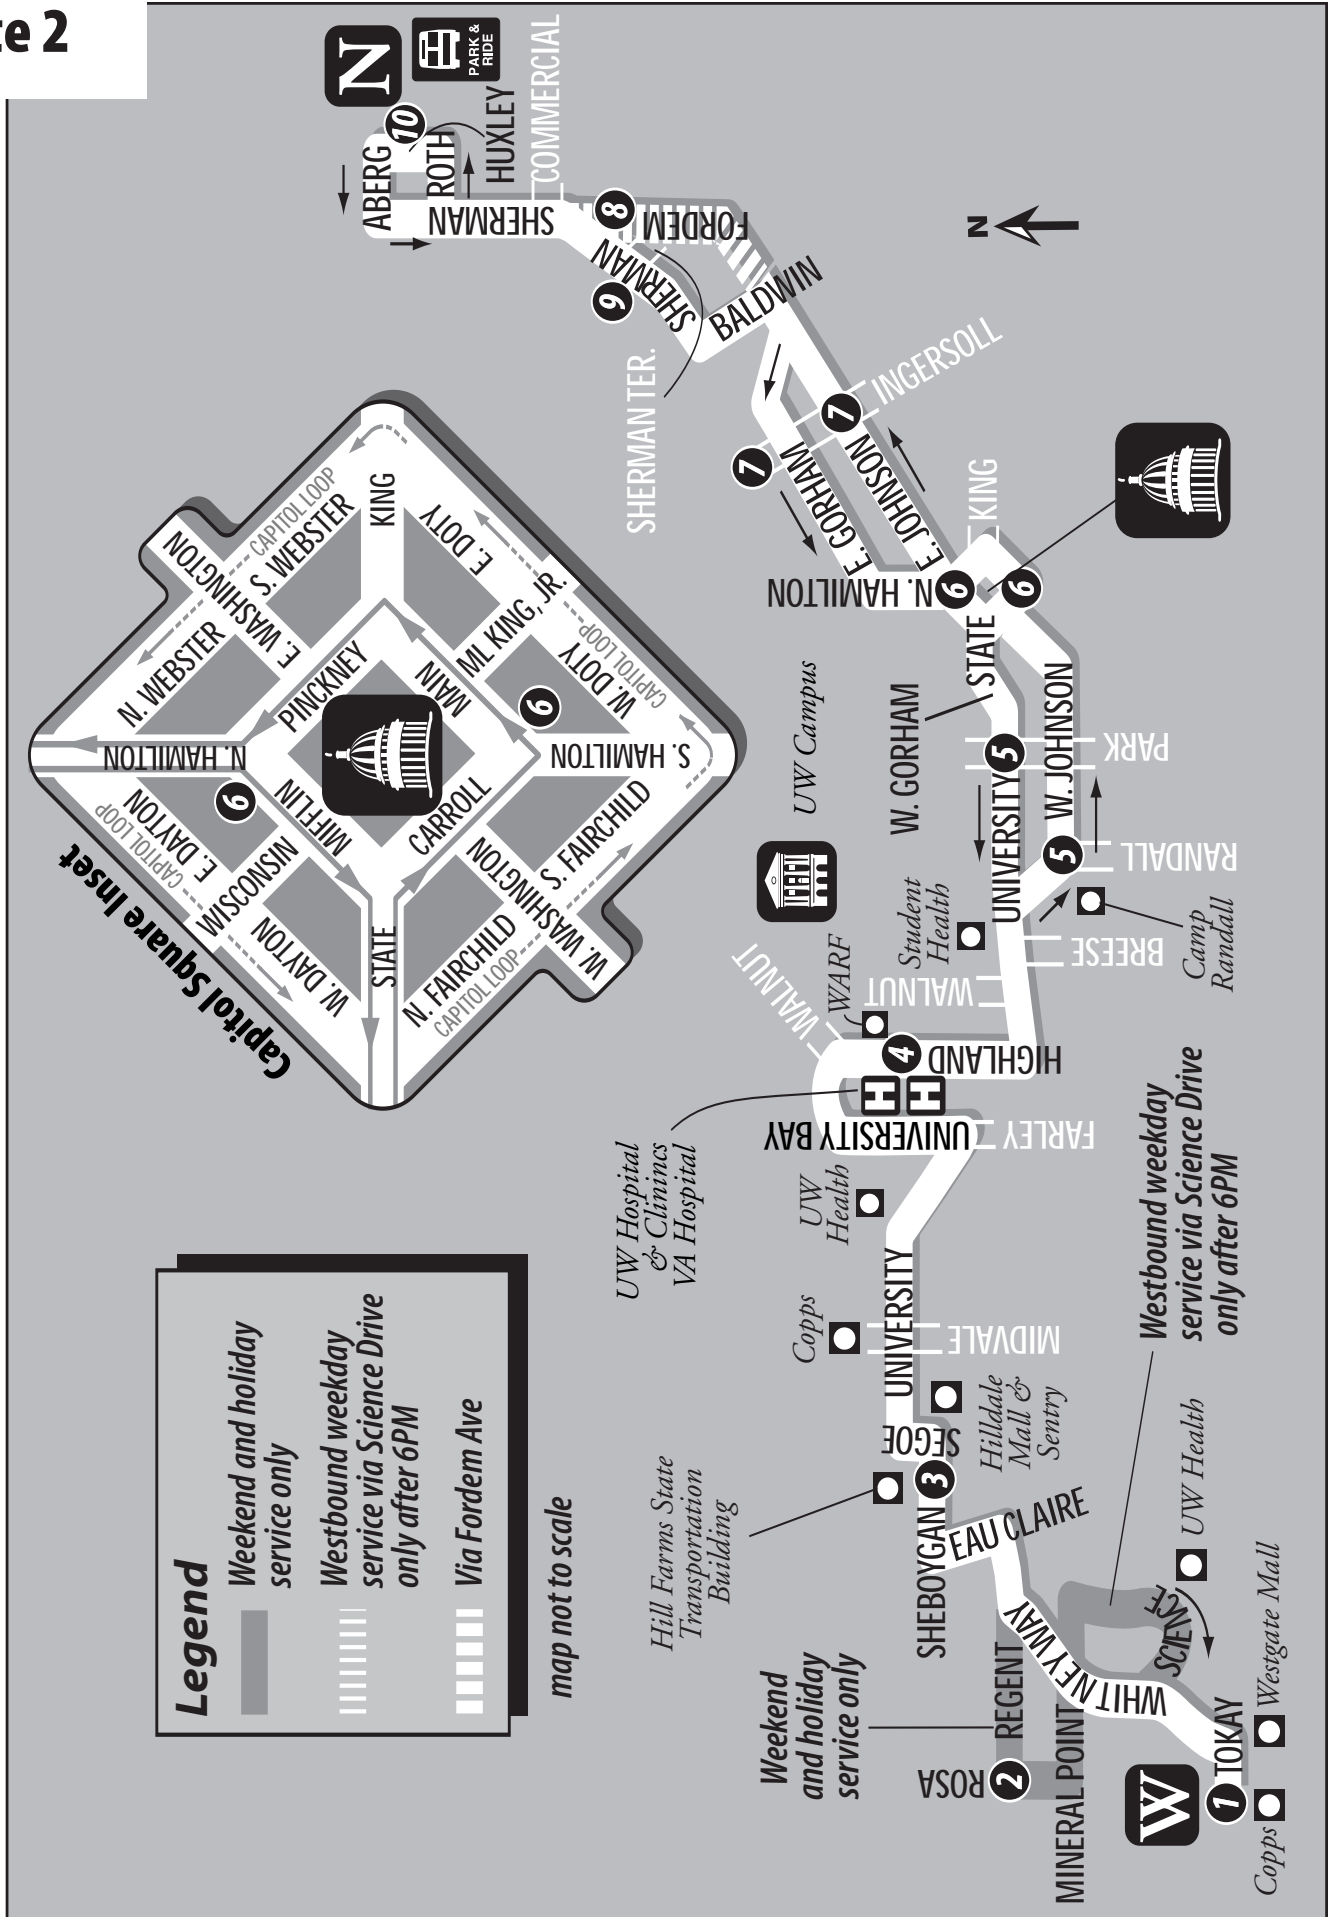 te 2
Capitol Square Inset
N. WEBSTER
E. WASHINGTON
S. WEBSTER
CAPITOL LOOP
KING
E. DOTY
PINCKNEY
MAIN
ML KING, JR.
W. DOTY
CAPITOL LOOP
N. HAMILTON
6
6
S. HAMILTON
E. DAYTON
CAPITOL LOOP
MIFFLIN
CARROLL
WISCONSIN
W. WASHINGTON
S. FAIRCHILD
W. DAYTON
STATE
N. FAIRCHILD
CAPITOL LOOP
Legend
Weekend and holiday
service only
Westbound weekday
service via Science Drive
only after 6PM
Via Fordem Ave
map not to scale
N
PARK &
RIDE
10
ABERG
ROTH
HUXLEY
SHERMAN
COMMERCIAL
8
FORDEM
SHERMAN
9
SHERMAN
BALDWIN
SHERMAN TER.
N
INGERSOLL
7
7
E. GORHAM
E. JOHNSON
KING
N. HAMILTON
6
6
STATE
W. GORHAM
UW Campus
PARK
5
UNIVERSITY
W. JOHNSON
5
RANDALL
Student
Health
BREESE
Camp
Randall
WALNUT
WALNUT
WARF
4
HIGHLAND
H
H
UW Hospital
& Clinincs
VA Hospital
UNIVERSITY BAY
FARLEY
UW
Health
UNIVERSITY
Copps
MIDVALE
Hilldale
Mall &
Sentry
SEGOE
3
Hill Farms State
Transportation
Building
SHEBOYGAN
EAU CLAIRE
Westbound weekday
service via Science Drive
only after 6PM
UW Health
SCIENCE
SCIENCE
WHITNEY WAY
WHITNEY WAY
Weekend
and holiday
service only
REGENT
ROSA
2
MINERAL POINT
W
1
TOKAY
Westgate Mall
Copps